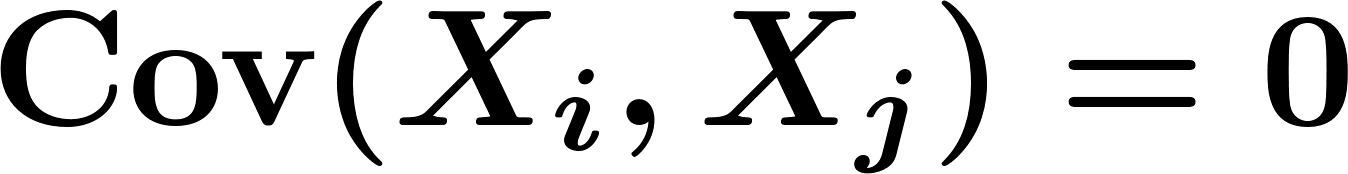 Cov(X_i, X_j) = 0